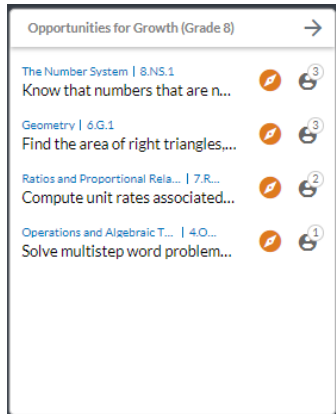 Opportunities for Growth (Grade 8)
The Number System | 8.NS.1
Know that numbers that are n...
3
Geometry | 6.G.1
Find the area of right triangles,...
3
Ratios and Proportional Rela... | 7.R...
Compute unit rates associated...
2
Operations and Algebraic T... | 4.O...
Solve multistep word problem...
1